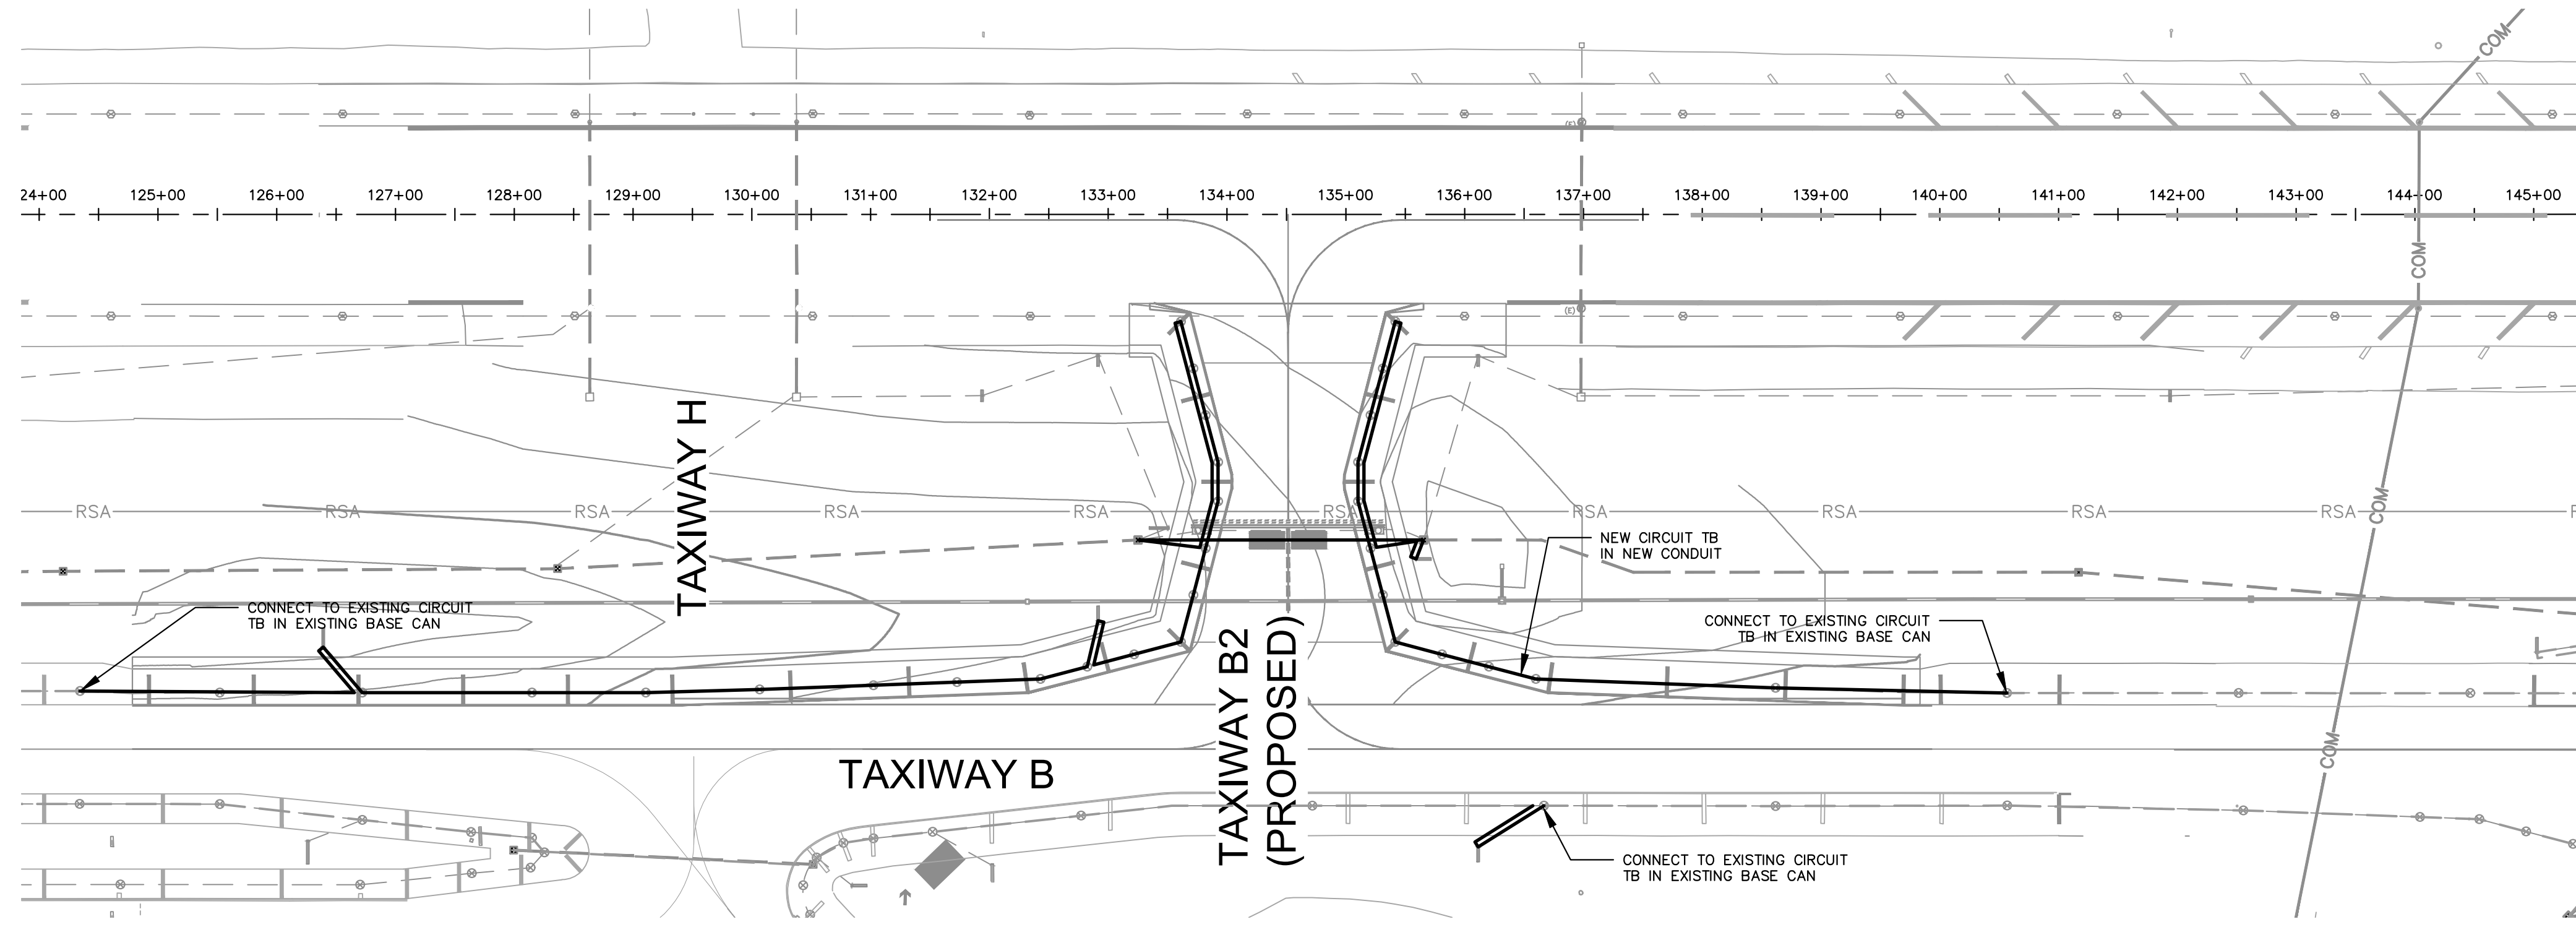 COM
(E)
24+00 125+00 126+00 127+00 128+00 129+00 130+00 131+00 132+00 133+00 134+00 135+00 136+00 137+00 138+00 139+00 140+00 141+00 142+00 143+00 144+00 145+00
COM
(E)
TAXIWAY H
RSA RSA RSA RSA RSA RSA RSA RSA RSA RSA
COM
NEW CIRCUIT TB
IN NEW CONDUIT
CONNECT TO EXISTING CIRCUIT
TB IN EXISTING BASE CAN
CONNECT TO EXISTING CIRCUIT
TB IN EXISTING BASE CAN
TAXIWAY B2
(PROPOSED)
COM
TAXIWAY B
CONNECT TO EXISTING CIRCUIT
TB IN EXISTING BASE CAN